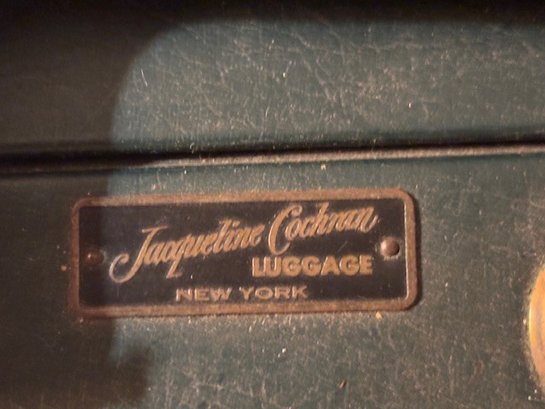 Jacqueline Cochran
LUGGAGE
NEW YORK